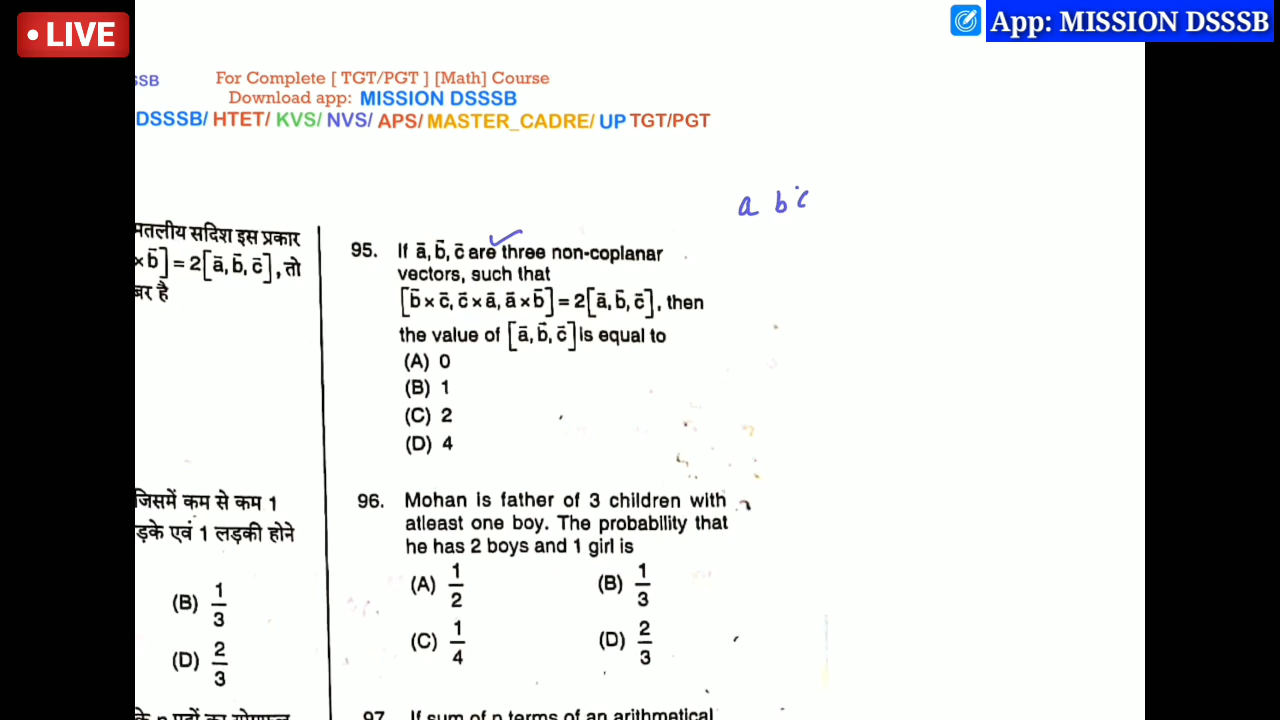 • LIVE
App: MISSION DSSSB
SSB
For Complete [ TGT/PGT ] [Math] Course
Download app: MISSION DSSSB
DSSSB/ HTET/ KVS/ NVS/ APS/ MASTER_CADRE/ UP TGT/PGT
a b c
मतलीय सदिश इस प्रकार
×b̄] = 2[ā, b̄, c̄], तो
बर है
95. If ā, b̄, c̄ are three non-coplanar
vectors, such that
[b̄ × c̄, c̄ × ā, ā × b̄] = 2[ā, b̄, c̄], then
the value of [ā, b̄, c̄] is equal to
(A) 0
(B) 1
(C) 2
(D) 4
जिसमें कम से कम 1
ड़के एवं 1 लड़की होने
(B) 1/3
(D) 2/3
96. Mohan is father of 3 children with
atleast one boy. The probability that
he has 2 boys and 1 girl is
(A) 1/2 (B) 1/3
(C) 1/4 (D) 2/3
97. If sum of n terms of an arithmetical